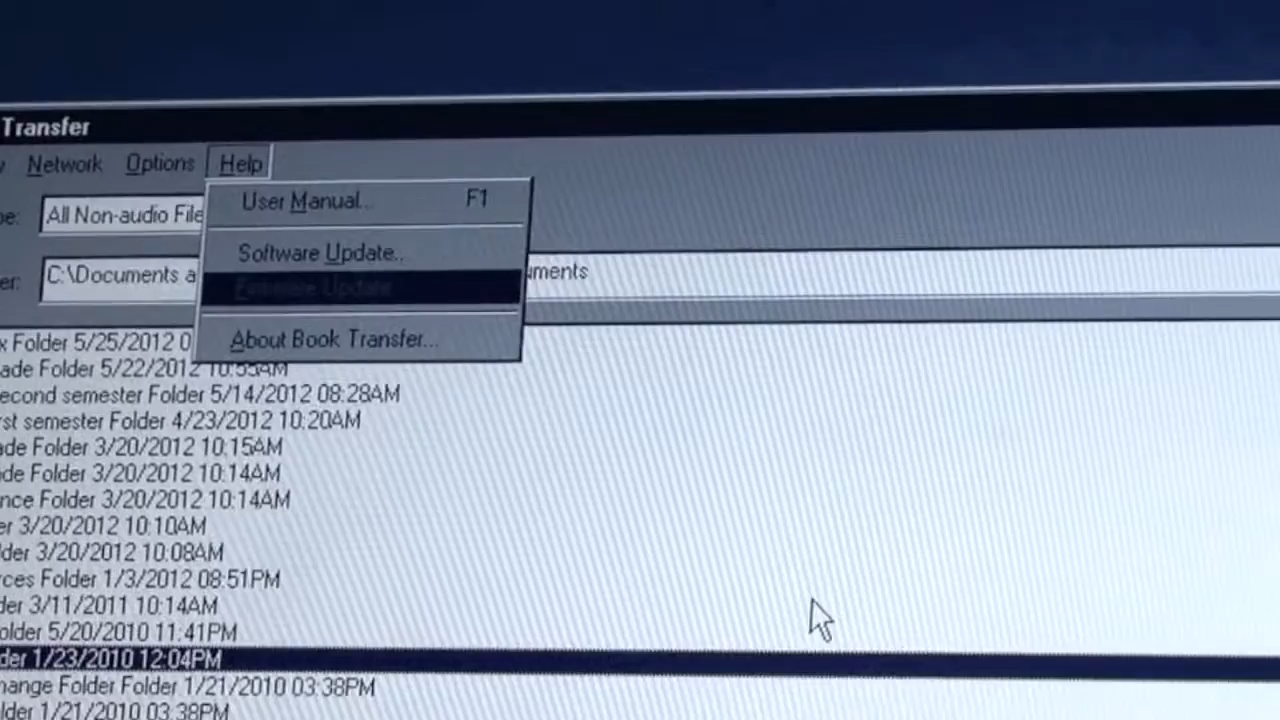 Transfer
Network Options Help
All Non-audio File
User Manual... F1
Software Update...
Firmware Update
C:\Documents a uments
About Book Transfer...
x Folder 5/25/2012 0
ade Folder 5/22/2012 10:55AM
econd semester Folder 5/14/2012 08:28AM
rst semester Folder 4/23/2012 10:20AM
ade Folder 3/20/2012 10:15AM
de Folder 3/20/2012 10:14AM
nce Folder 3/20/2012 10:14AM
er 3/20/2012 10:10AM
lder 3/20/2012 10:08AM
rces Folder 1/3/2012 08:51PM
der 3/11/2011 10:14AM
older 5/20/2010 11:41PM
der 1/23/2010 12:04PM
hange Folder Folder 1/21/2010 03:38PM
lder 1/21/2010 03:38PM